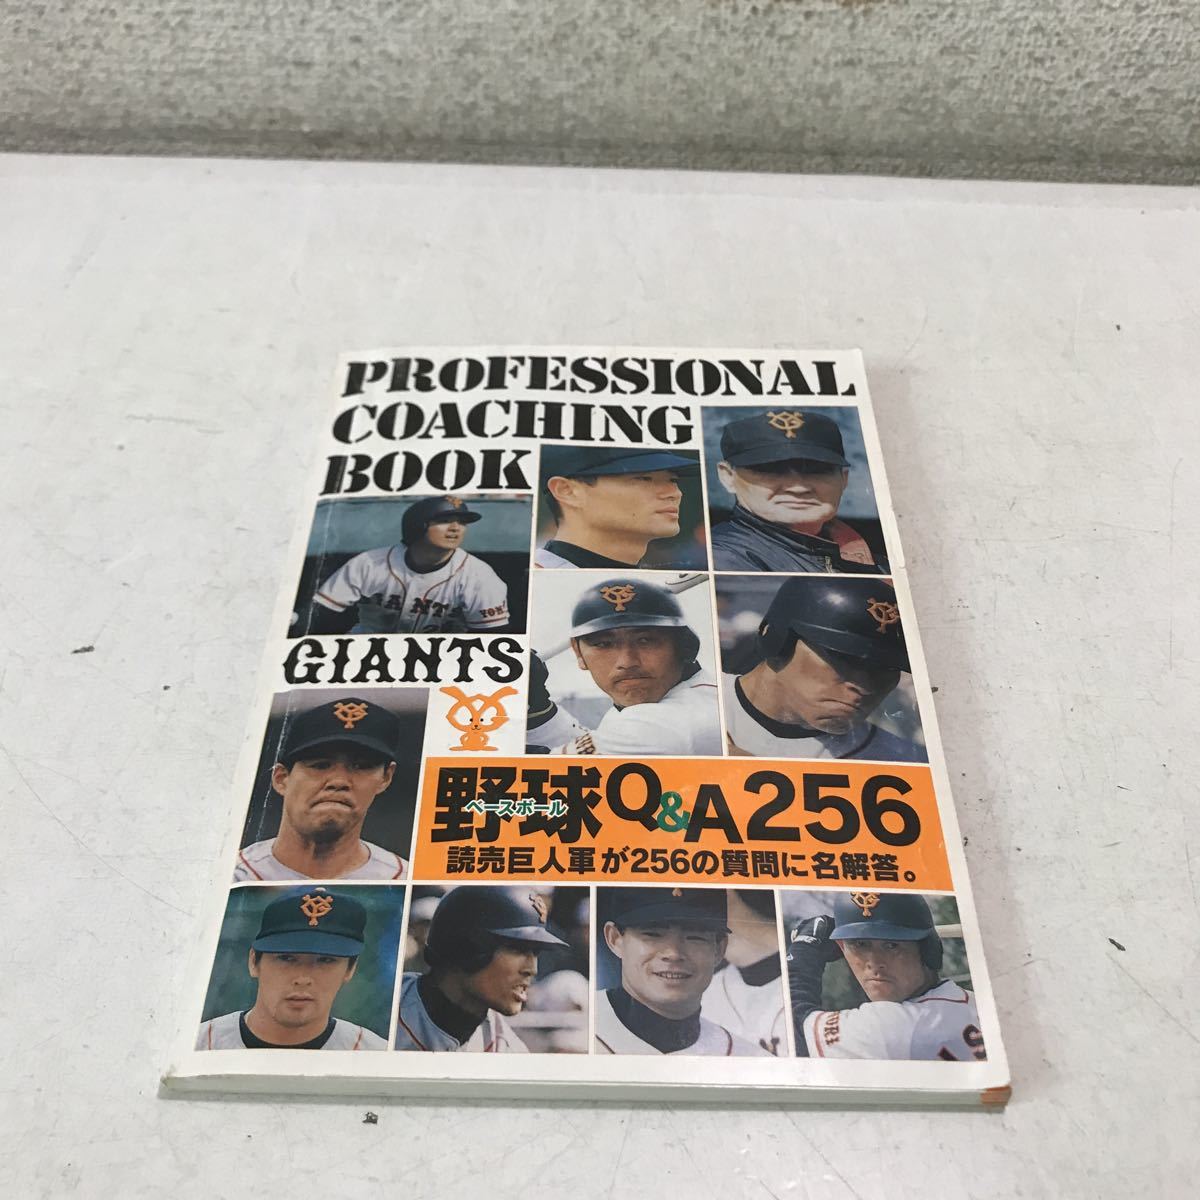 PROFESSIONAL
COACHING
BOOK
GIANTS
野球Q&A256
ベースボール
読売巨人軍が256の質問に名解答。